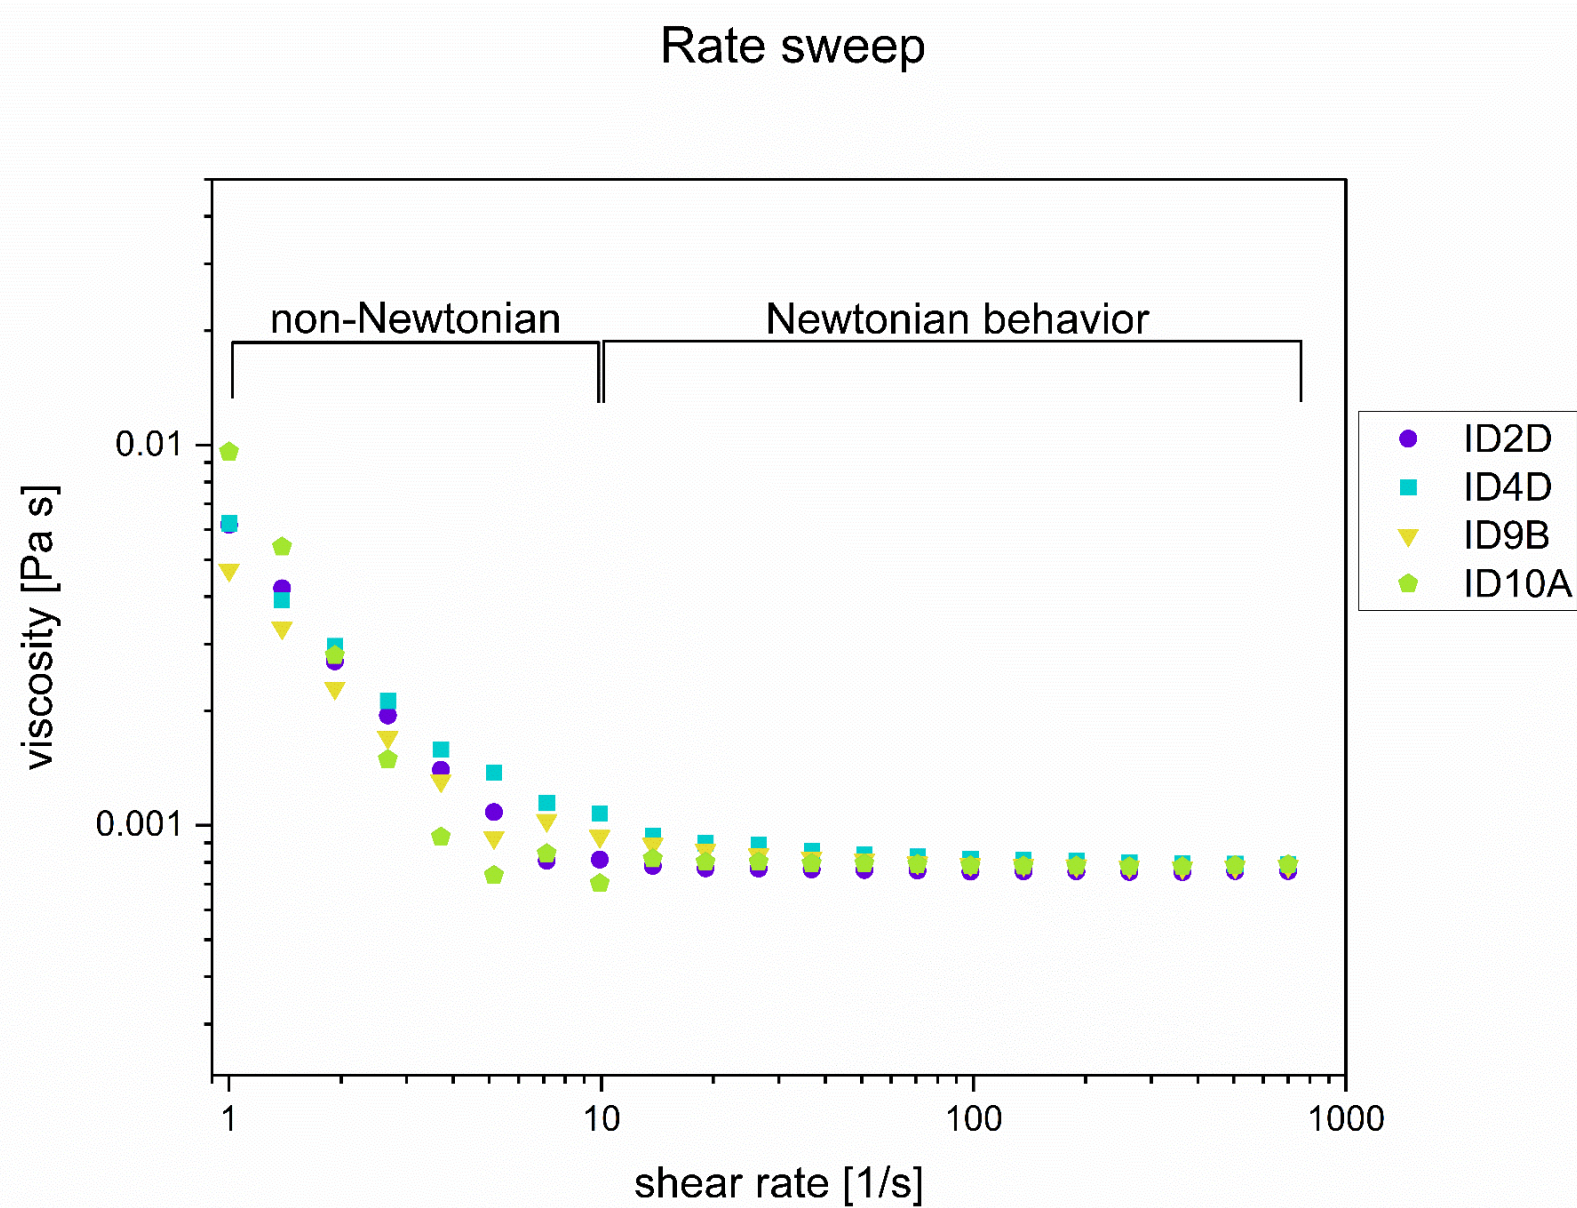 Rate sweep
non-Newtonian
Newtonian behavior
0.01
0.001
viscosity [Pa s]
1
10
100
1000
shear rate [1/s]
ID2D
ID4D
ID9B
ID10A